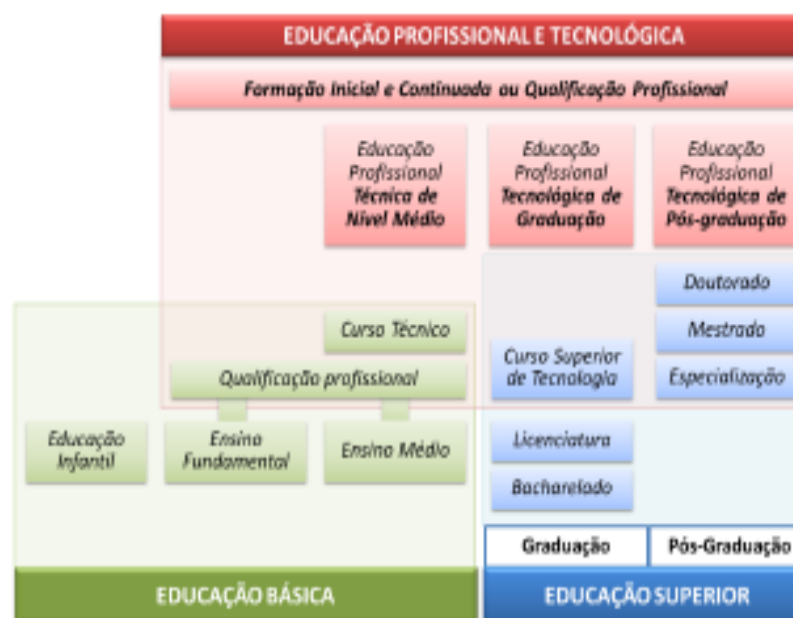 EDUCAÇÃO PROFISSIONAL E TECNOLÓGICA
Formação Inicial e Continuada ou Qualificação Profissional
Educação
Profissional
Técnica de
Nível Médio
Educação
Profissional
Tecnológica de
Graduação
Educação
Profissional
Tecnológica de
Pós-graduação
Doutorado
Curso Técnico
Mestrado
Curso Superior
de Tecnologia
Qualificação profissional
Especialização
Educação
Infantil
Ensino
Fundamental
Ensino Médio
Licenciatura
Bacharelado
Graduação
Pós-Graduação
EDUCAÇÃO BÁSICA
EDUCAÇÃO SUPERIOR